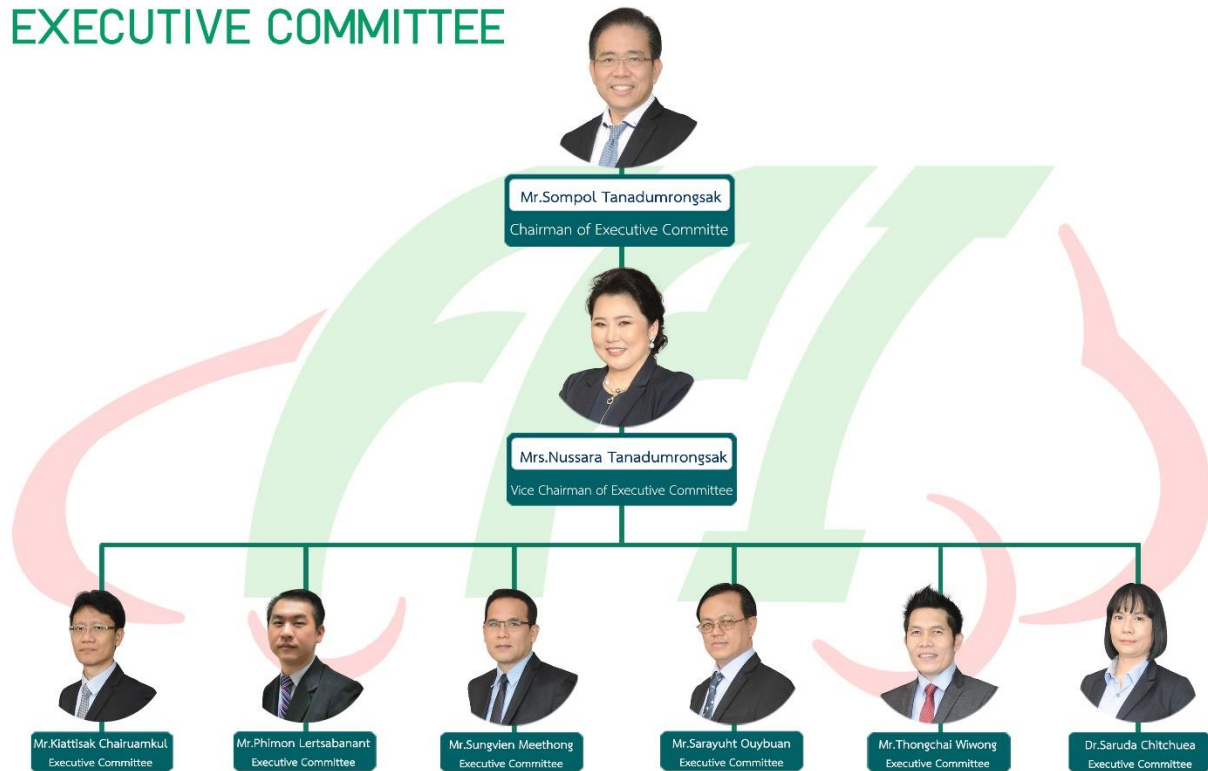 EXECUTIVE COMMITTEE
Mr.Sompol Tanadumrongsak
Chairman of Executive Committe
FPI
Mrs.Nussara Tanadumrongsak
Vice Chairman of Executive Committee
Mr.Kiattisak Chairuamkul
Executive Committee
Mr.Phimon Lertsabanant
Executive Committee
Mr.Sungvien Meethong
Executive Committee
Mr.Sarayuht Ouybuan
Executive Committee
Mr.Thongchai Wiwong
Executive Committee
Dr.Saruda Chitchuea
Executive Committee